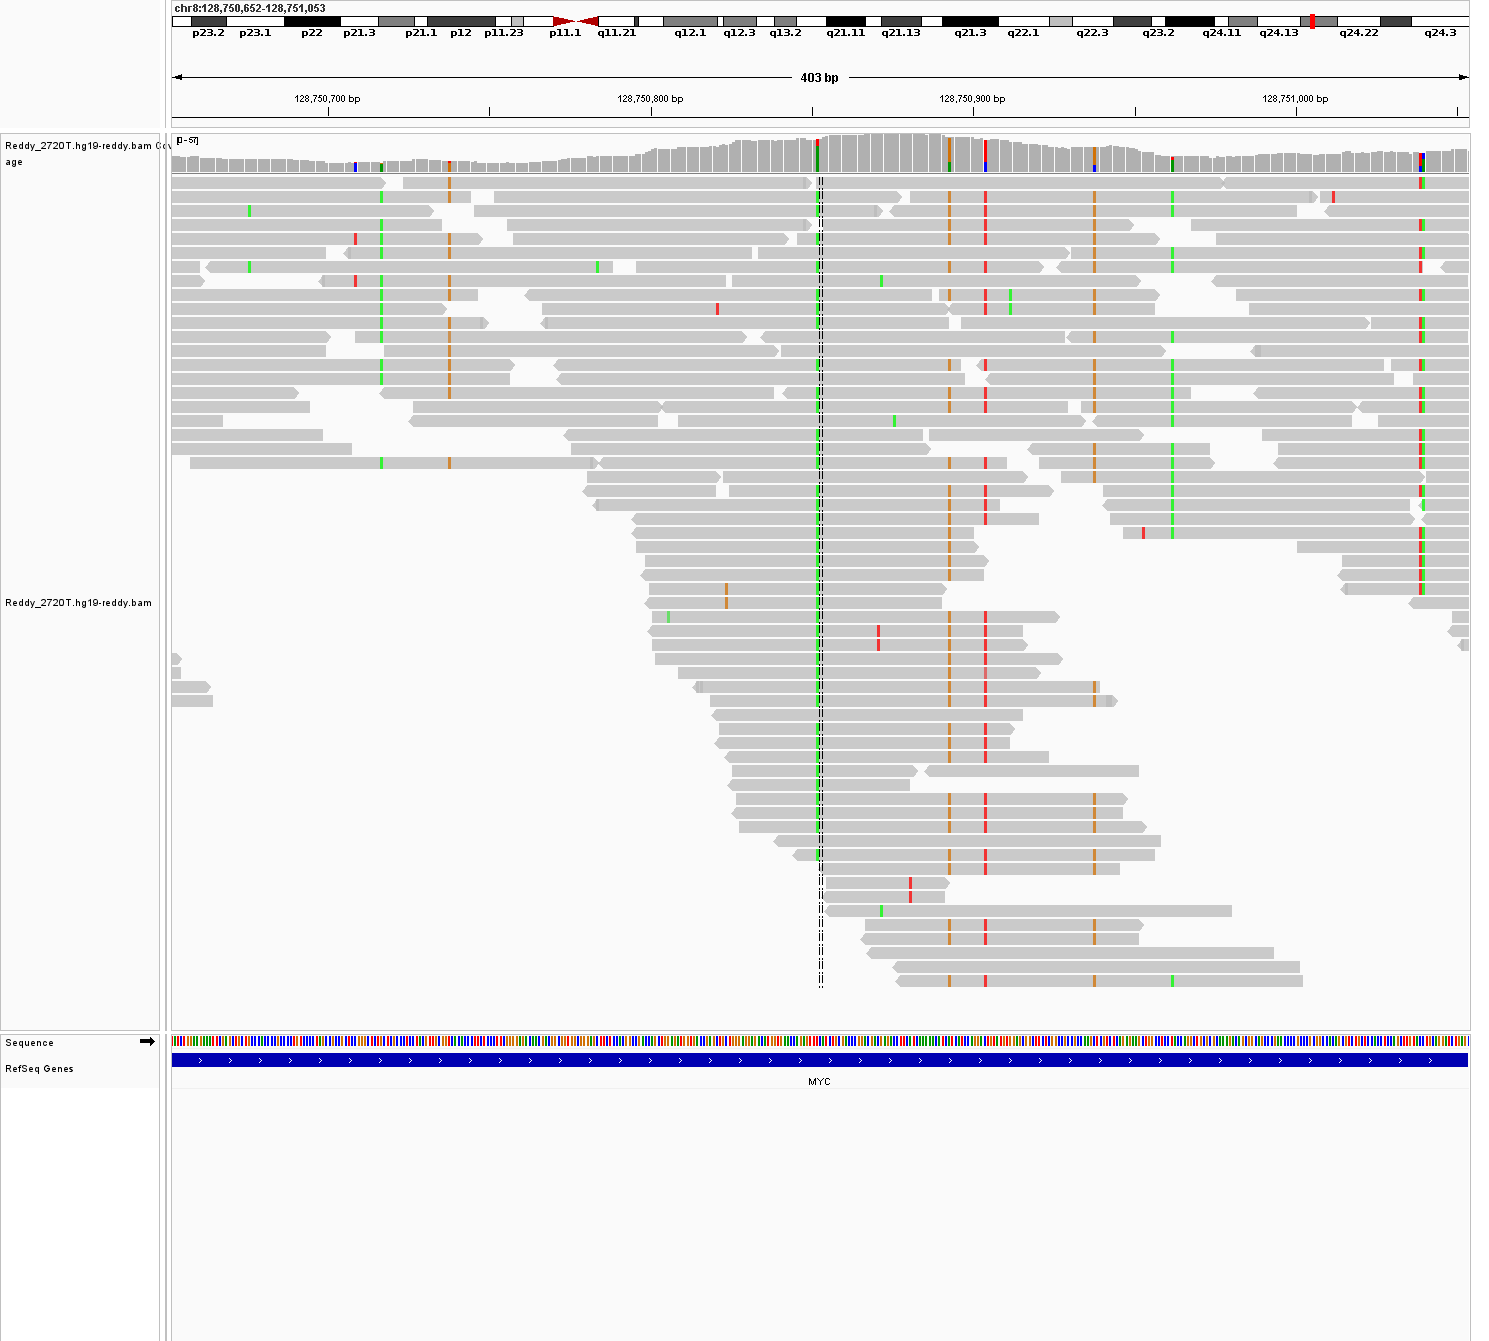 chr8:128,750,652-128,751,053
p23.2 p23.1 p22 p21.3 p21.1 p12 p11.23 p11.1 q11.21 q12.1 q12.3 q13.2 q21.11 q21.13 q21.3 q22.1 q22.3 q23.2 q24.11 q24.13 q24.22 q24.3
403 bp
128,750,700 bp 128,750,800 bp 128,750,900 bp 128,751,000 bp
[0-57]
Reddy_2720T.hg19-reddy.bam Cov
age
Reddy_2720T.hg19-reddy.bam
Sequence
RefSeq Genes
MYC